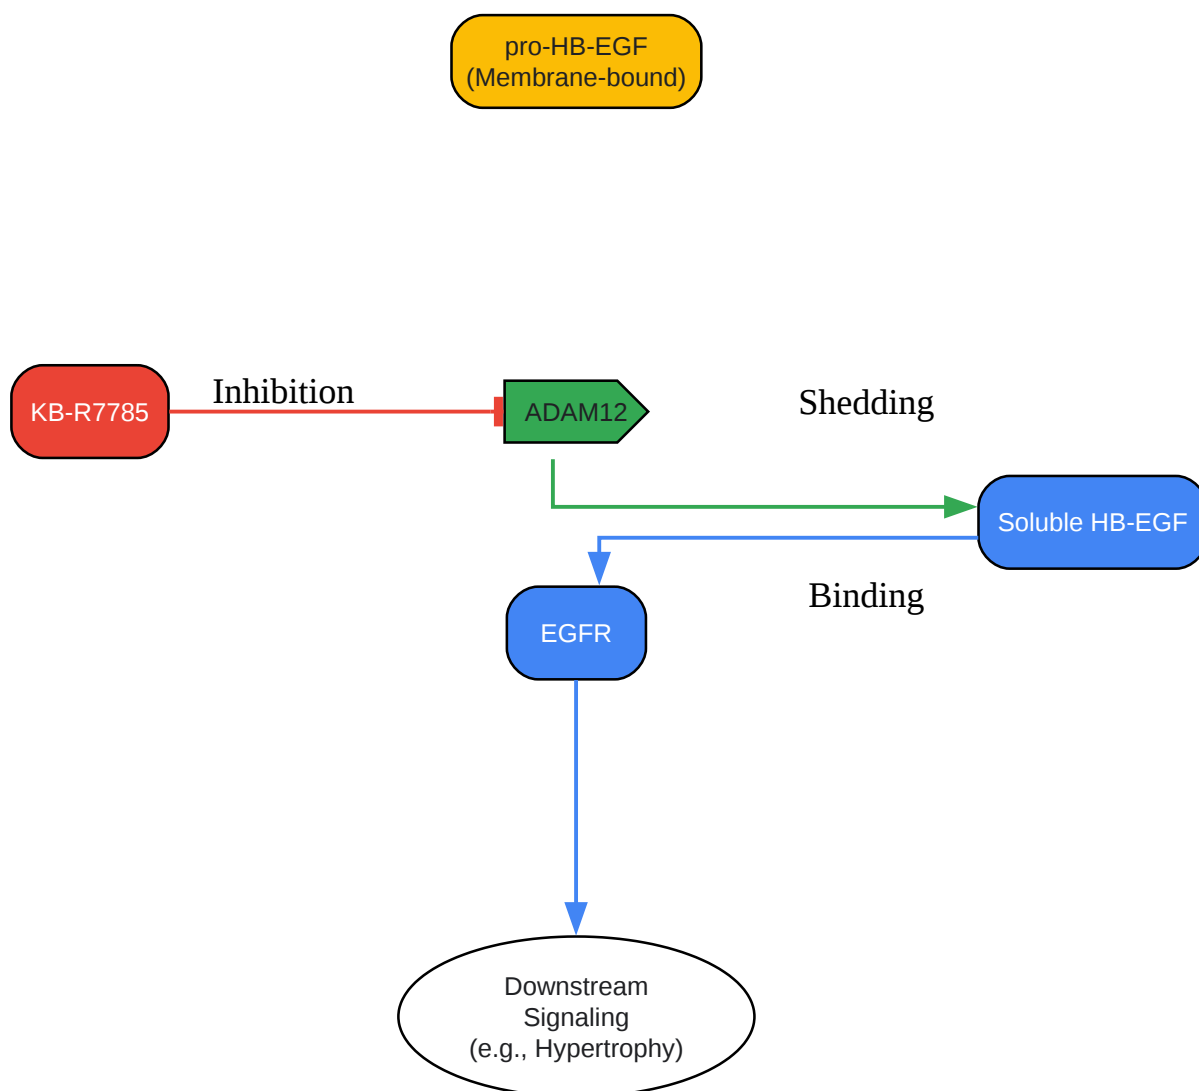 pro-HB-EGF
(Membrane-bound)
KB-R7785
Inhibition
ADAM12
Shedding
Soluble HB-EGF
Binding
EGFR
Downstream
Signaling
(e.g., Hypertrophy)